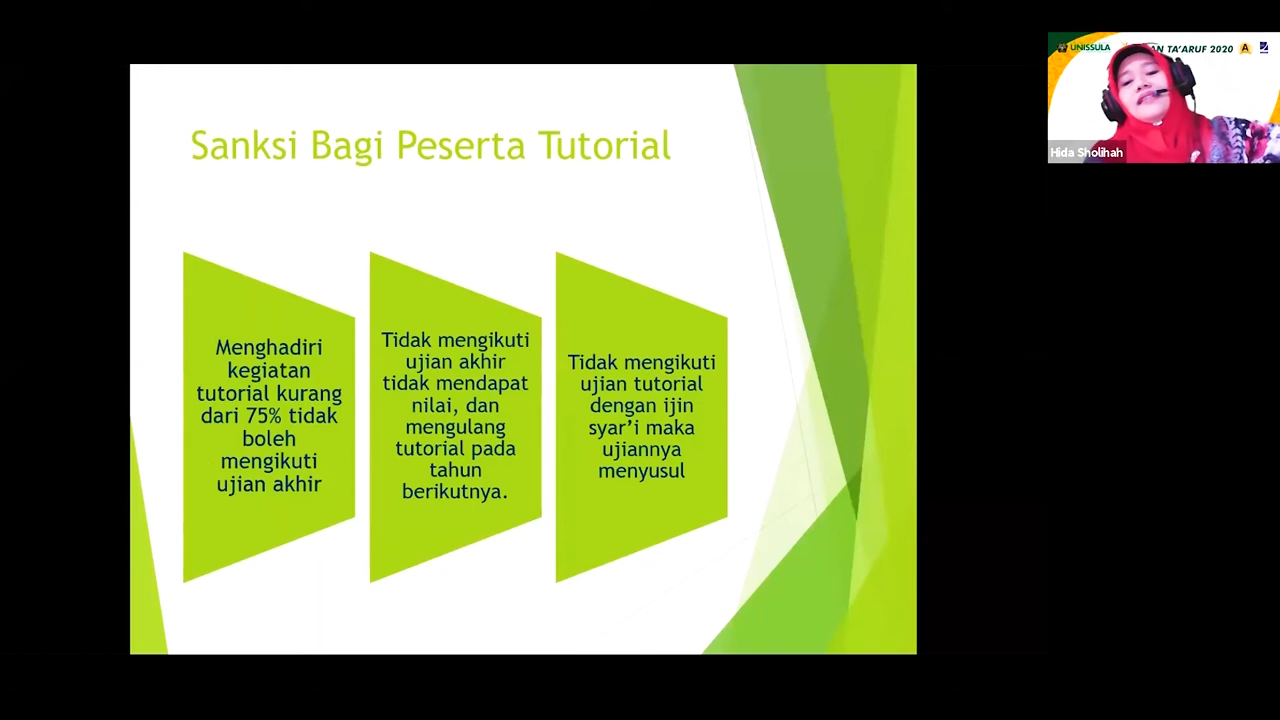 Sanksi Bagi Peserta Tutorial
Menghadiri
kegiatan
tutorial kurang
dari 75% tidak
boleh
mengikuti
ujian akhir
Tidak mengikuti
ujian akhir
tidak mendapat
nilai, dan
mengulang
tutorial pada
tahun
berikutnya.
Tidak mengikuti
ujian tutorial
dengan ijin
syar’i maka
ujiannya
menyusul
UNISSULA
TA’ARUF 2020
Hida Sholihah